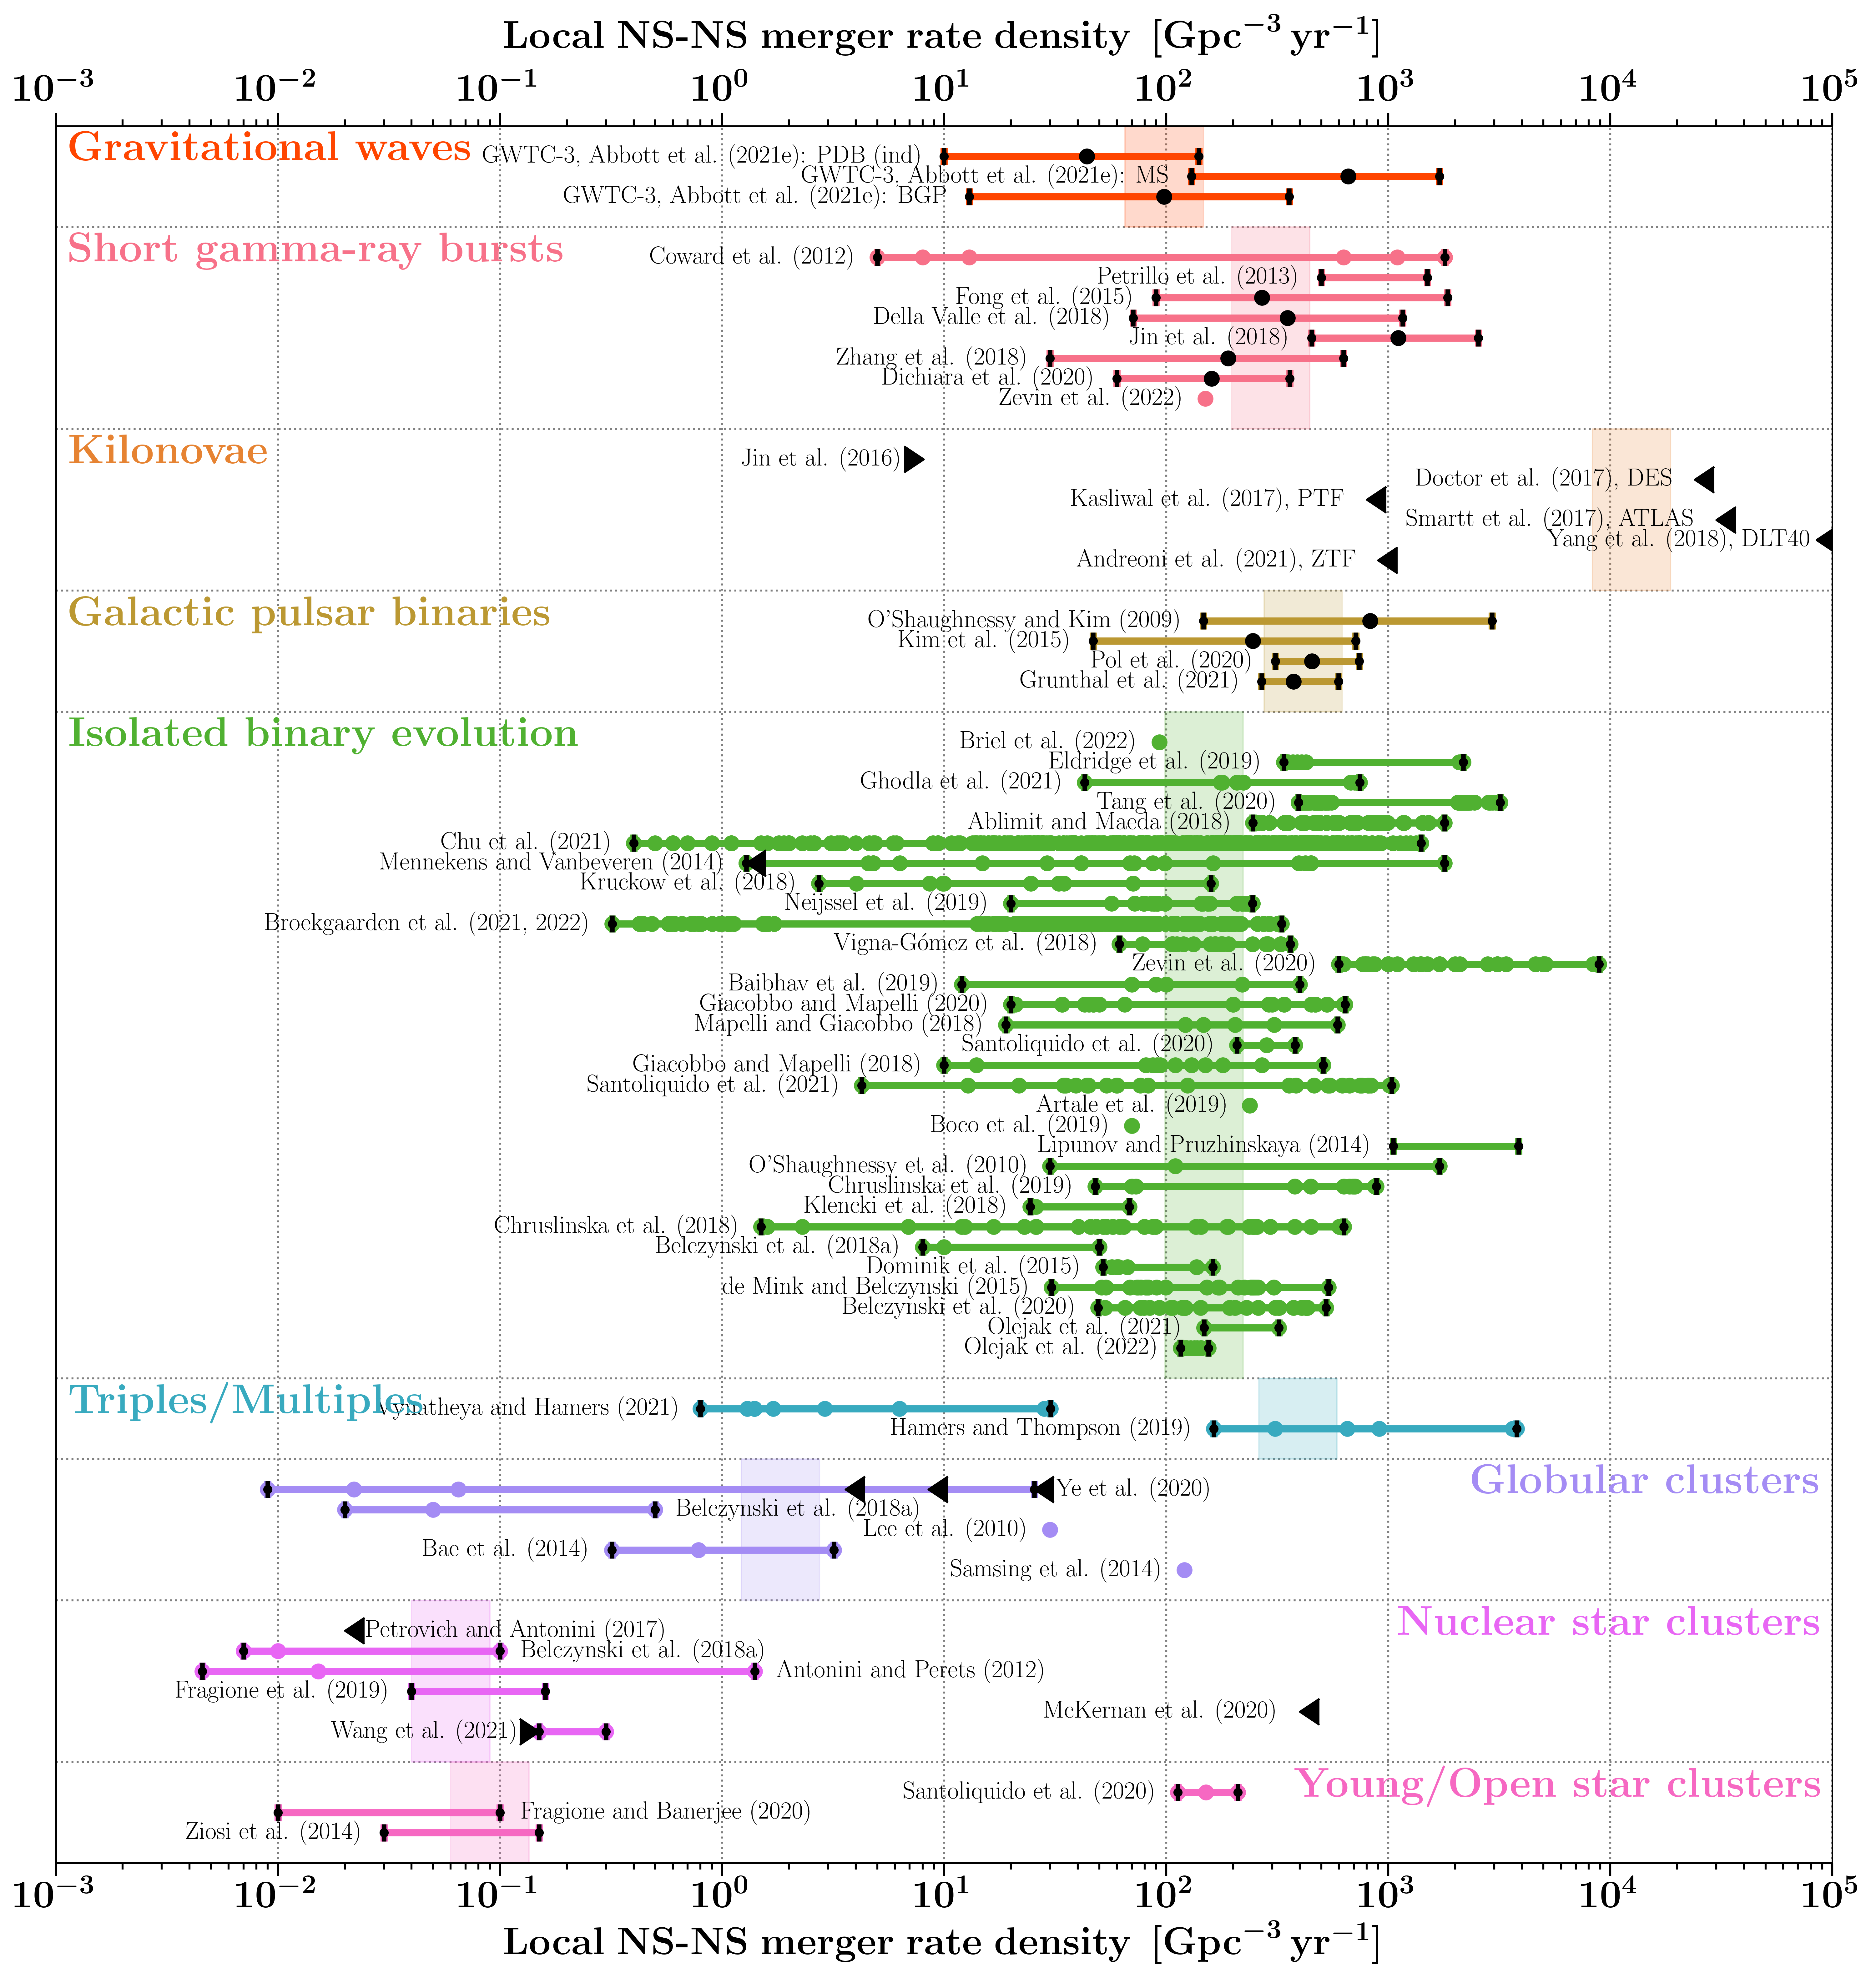 Local NS-NS merger rate density [Gpc⁻³ yr⁻¹]
10⁻³ 10⁻² 10⁻¹ 10⁰ 10¹ 10² 10³ 10⁴ 10⁵
Gravitational waves
GWTC-3, Abbott et al. (2021e): PDB (ind)
GWTC-3, Abbott et al. (2021e): MS
GWTC-3, Abbott et al. (2021e): BGP
Short gamma-ray bursts
Coward et al. (2012)
Petrillo et al. (2013)
Fong et al. (2015)
Della Valle et al. (2018)
Jin et al. (2018)
Zhang et al. (2018)
Dichiara et al. (2020)
Zevin et al. (2022)
Kilonovae
Jin et al. (2016)
Doctor et al. (2017), DES
Kasliwal et al. (2017), PTF
Smartt et al. (2017), ATLAS
Yang et al. (2018), DLT40
Andreoni et al. (2021), ZTF
Galactic pulsar binaries
O'Shaughnessy and Kim (2009)
Kim et al. (2015)
Pol et al. (2020)
Grunthal et al. (2021)
Isolated binary evolution
Briel et al. (2022)
Eldridge et al. (2019)
Ghodla et al. (2021)
Tang et al. (2020)
Ablimit and Maeda (2018)
Chu et al. (2021)
Mennekens and Vanbeveren (2014)
Kruckow et al. (2018)
Neijssel et al. (2019)
Broekgaarden et al. (2021, 2022)
Vigna-Gómez et al. (2018)
Zevin et al. (2020)
Baibhav et al. (2019)
Giacobbo and Mapelli (2020)
Mapelli and Giacobbo (2018)
Santoliquido et al. (2020)
Giacobbo and Mapelli (2018)
Santoliquido et al. (2021)
Artale et al. (2019)
Boco et al. (2019)
Lipunov and Pruzhinskaya (2014)
O'Shaughnessy et al. (2010)
Chruslinska et al. (2019)
Klencki et al. (2018)
Chruslinska et al. (2018)
Belczynski et al. (2018a)
Dominik et al. (2015)
de Mink and Belczynski (2015)
Belczynski et al. (2020)
Olejak et al. (2021)
Olejak et al. (2022)
Triples/Multiples
Vynatheya and Hamers (2021)
Hamers and Thompson (2019)
Globular clusters
Ye et al. (2020)
Belczynski et al. (2018a)
Lee et al. (2010)
Bae et al. (2014)
Samsing et al. (2014)
Nuclear star clusters
Petrovich and Antonini (2017)
Belczynski et al. (2018a)
Antonini and Perets (2012)
Fragione et al. (2019)
McKernan et al. (2020)
Wang et al. (2021)
Young/Open star clusters
Santoliquido et al. (2020)
Fragione and Banerjee (2020)
Ziosi et al. (2014)
10⁻³ 10⁻² 10⁻¹ 10⁰ 10¹ 10² 10³ 10⁴ 10⁵
Local NS-NS merger rate density [Gpc⁻³ yr⁻¹]